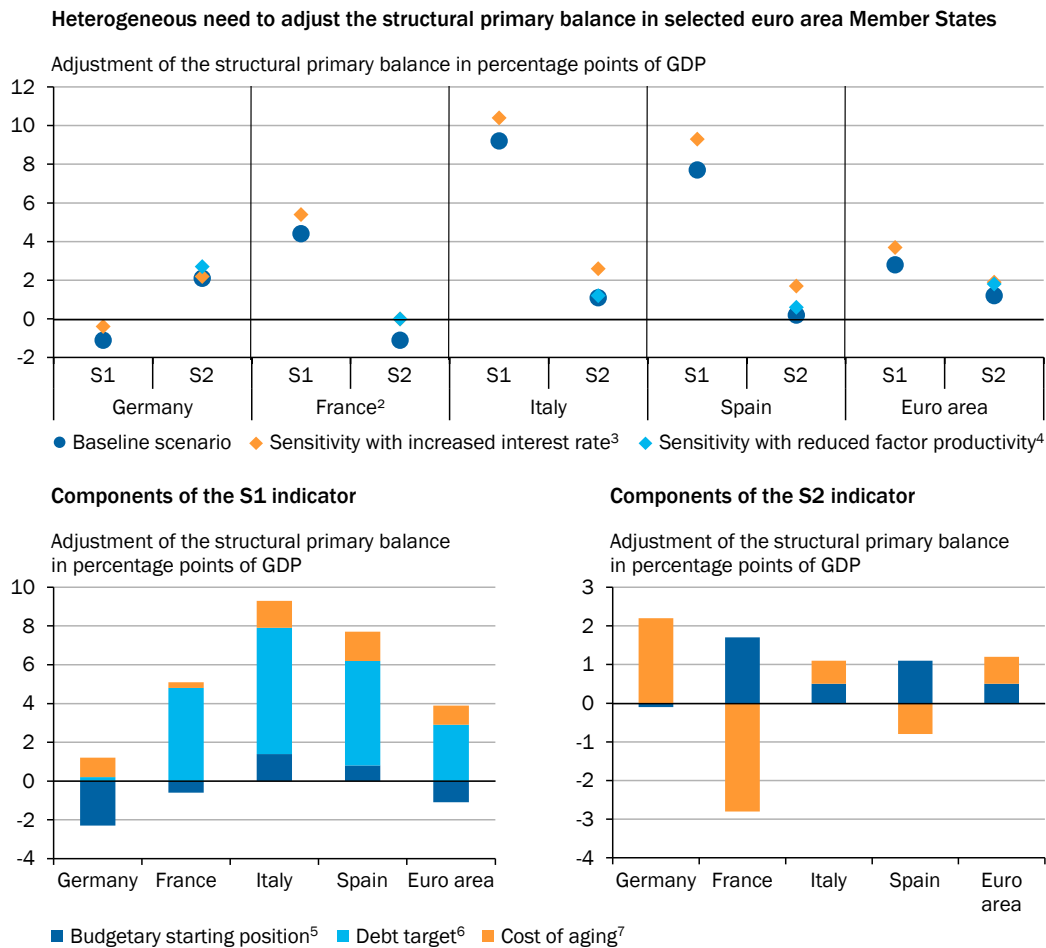 Heterogeneous need to adjust the structural primary balance in selected euro area Member States
Adjustment of the structural primary balance in percentage points of GDP
12
10
8
6
4
2
0
-2
S1 S2 S1 S2 S1 S2 S1 S2 S1 S2
Germany France² Italy Spain Euro area
Baseline scenario Sensitivity with increased interest rate³ Sensitivity with reduced factor productivity⁴
Components of the S1 indicator
Adjustment of the structural primary balance
in percentage points of GDP
10
8
6
4
2
0
-2
-4
Germany France Italy Spain Euro area
Components of the S2 indicator
Adjustment of the structural primary balance
in percentage points of GDP
3
2
1
0
-1
-2
-3
-4
Germany France Italy Spain Euro
area
Budgetary starting position⁵ Debt target⁶ Cost of aging⁷